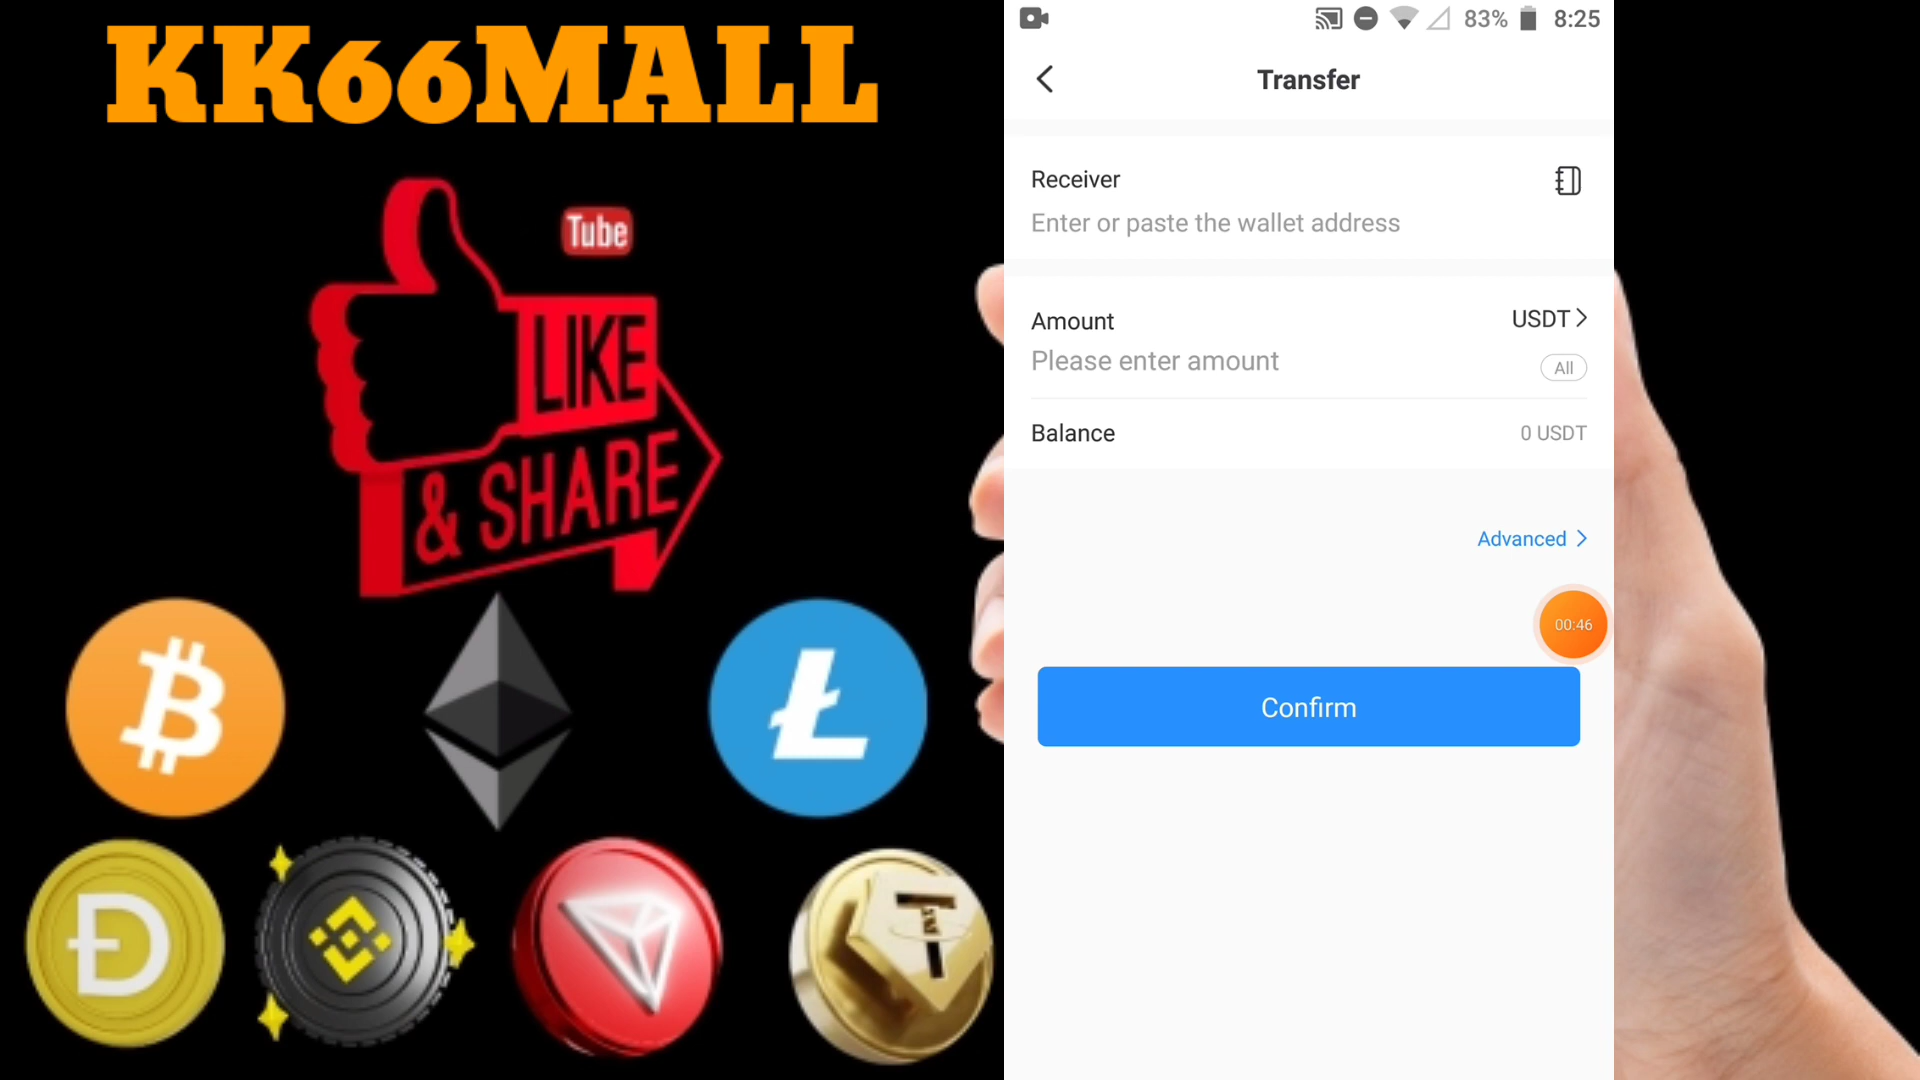 KK66MALL
Tube
LIKE
& SHARE
83% 8:25
Transfer
Receiver
Enter or paste the wallet address
Amount
USDT
Please enter amount
All
Balance
0 USDT
Advanced
00:46
Confirm